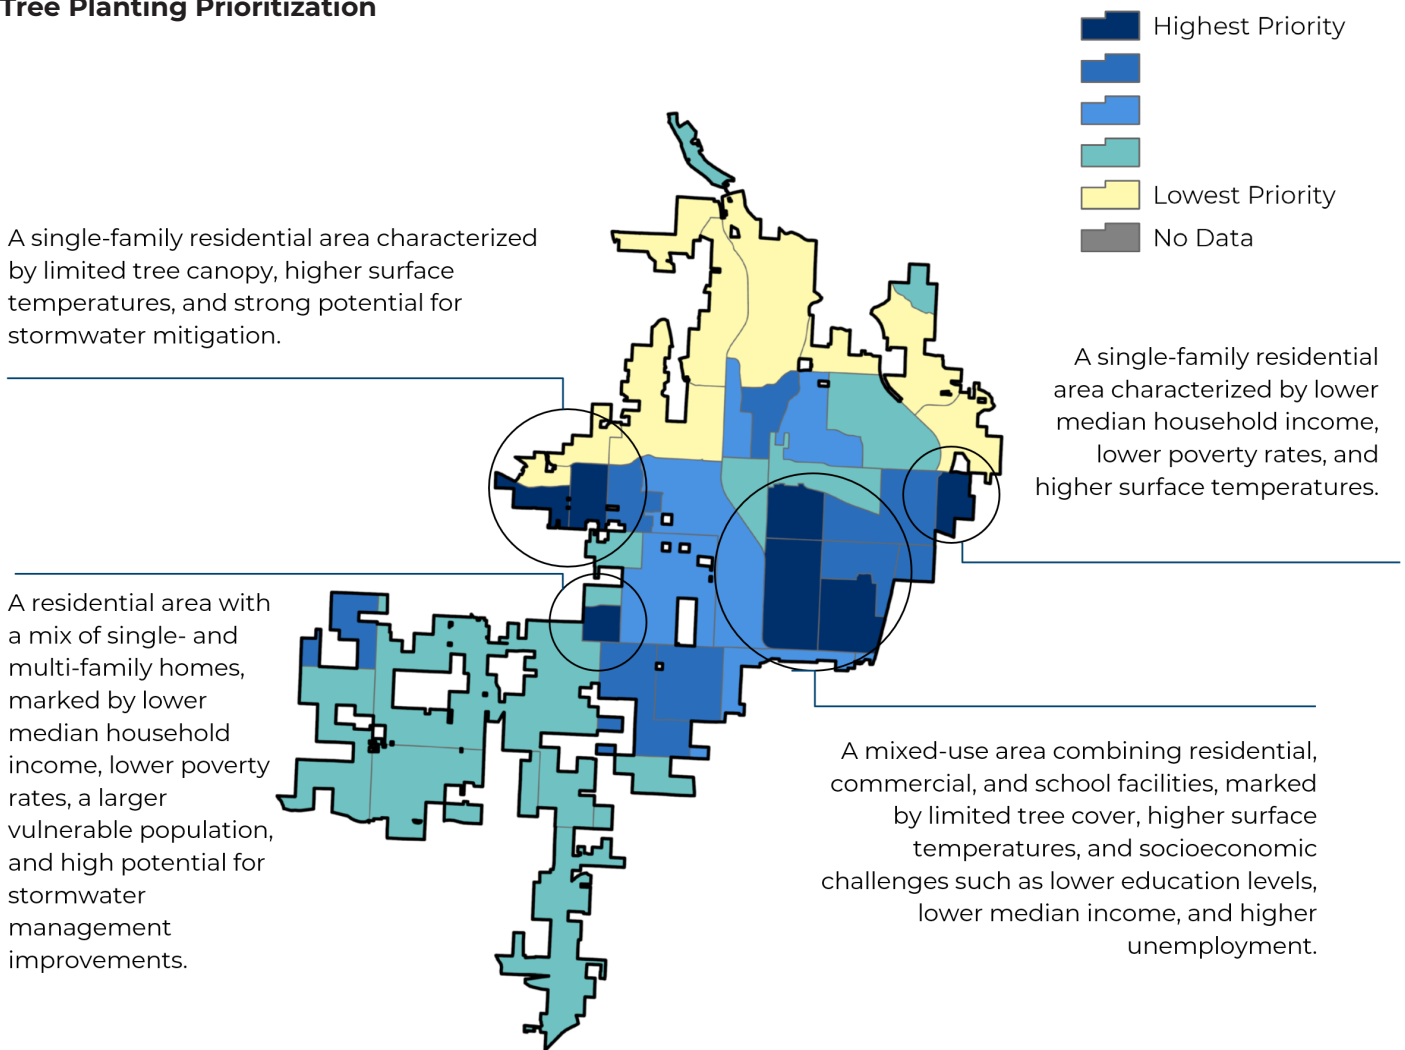 Tree Planting Prioritization
Highest Priority
Lowest Priority
No Data
A single-family residential area characterized
by limited tree canopy, higher surface
temperatures, and strong potential for
stormwater mitigation.
A single-family residential
area characterized by lower
median household income,
lower poverty rates, and
higher surface temperatures.
A residential area with
a mix of single- and
multi-family homes,
marked by lower
median household
income, lower poverty
rates, a larger
vulnerable population,
and high potential for
stormwater
management
improvements.
A mixed-use area combining residential,
commercial, and school facilities, marked
by limited tree cover, higher surface
temperatures, and socioeconomic
challenges such as lower education levels,
lower median income, and higher
unemployment.